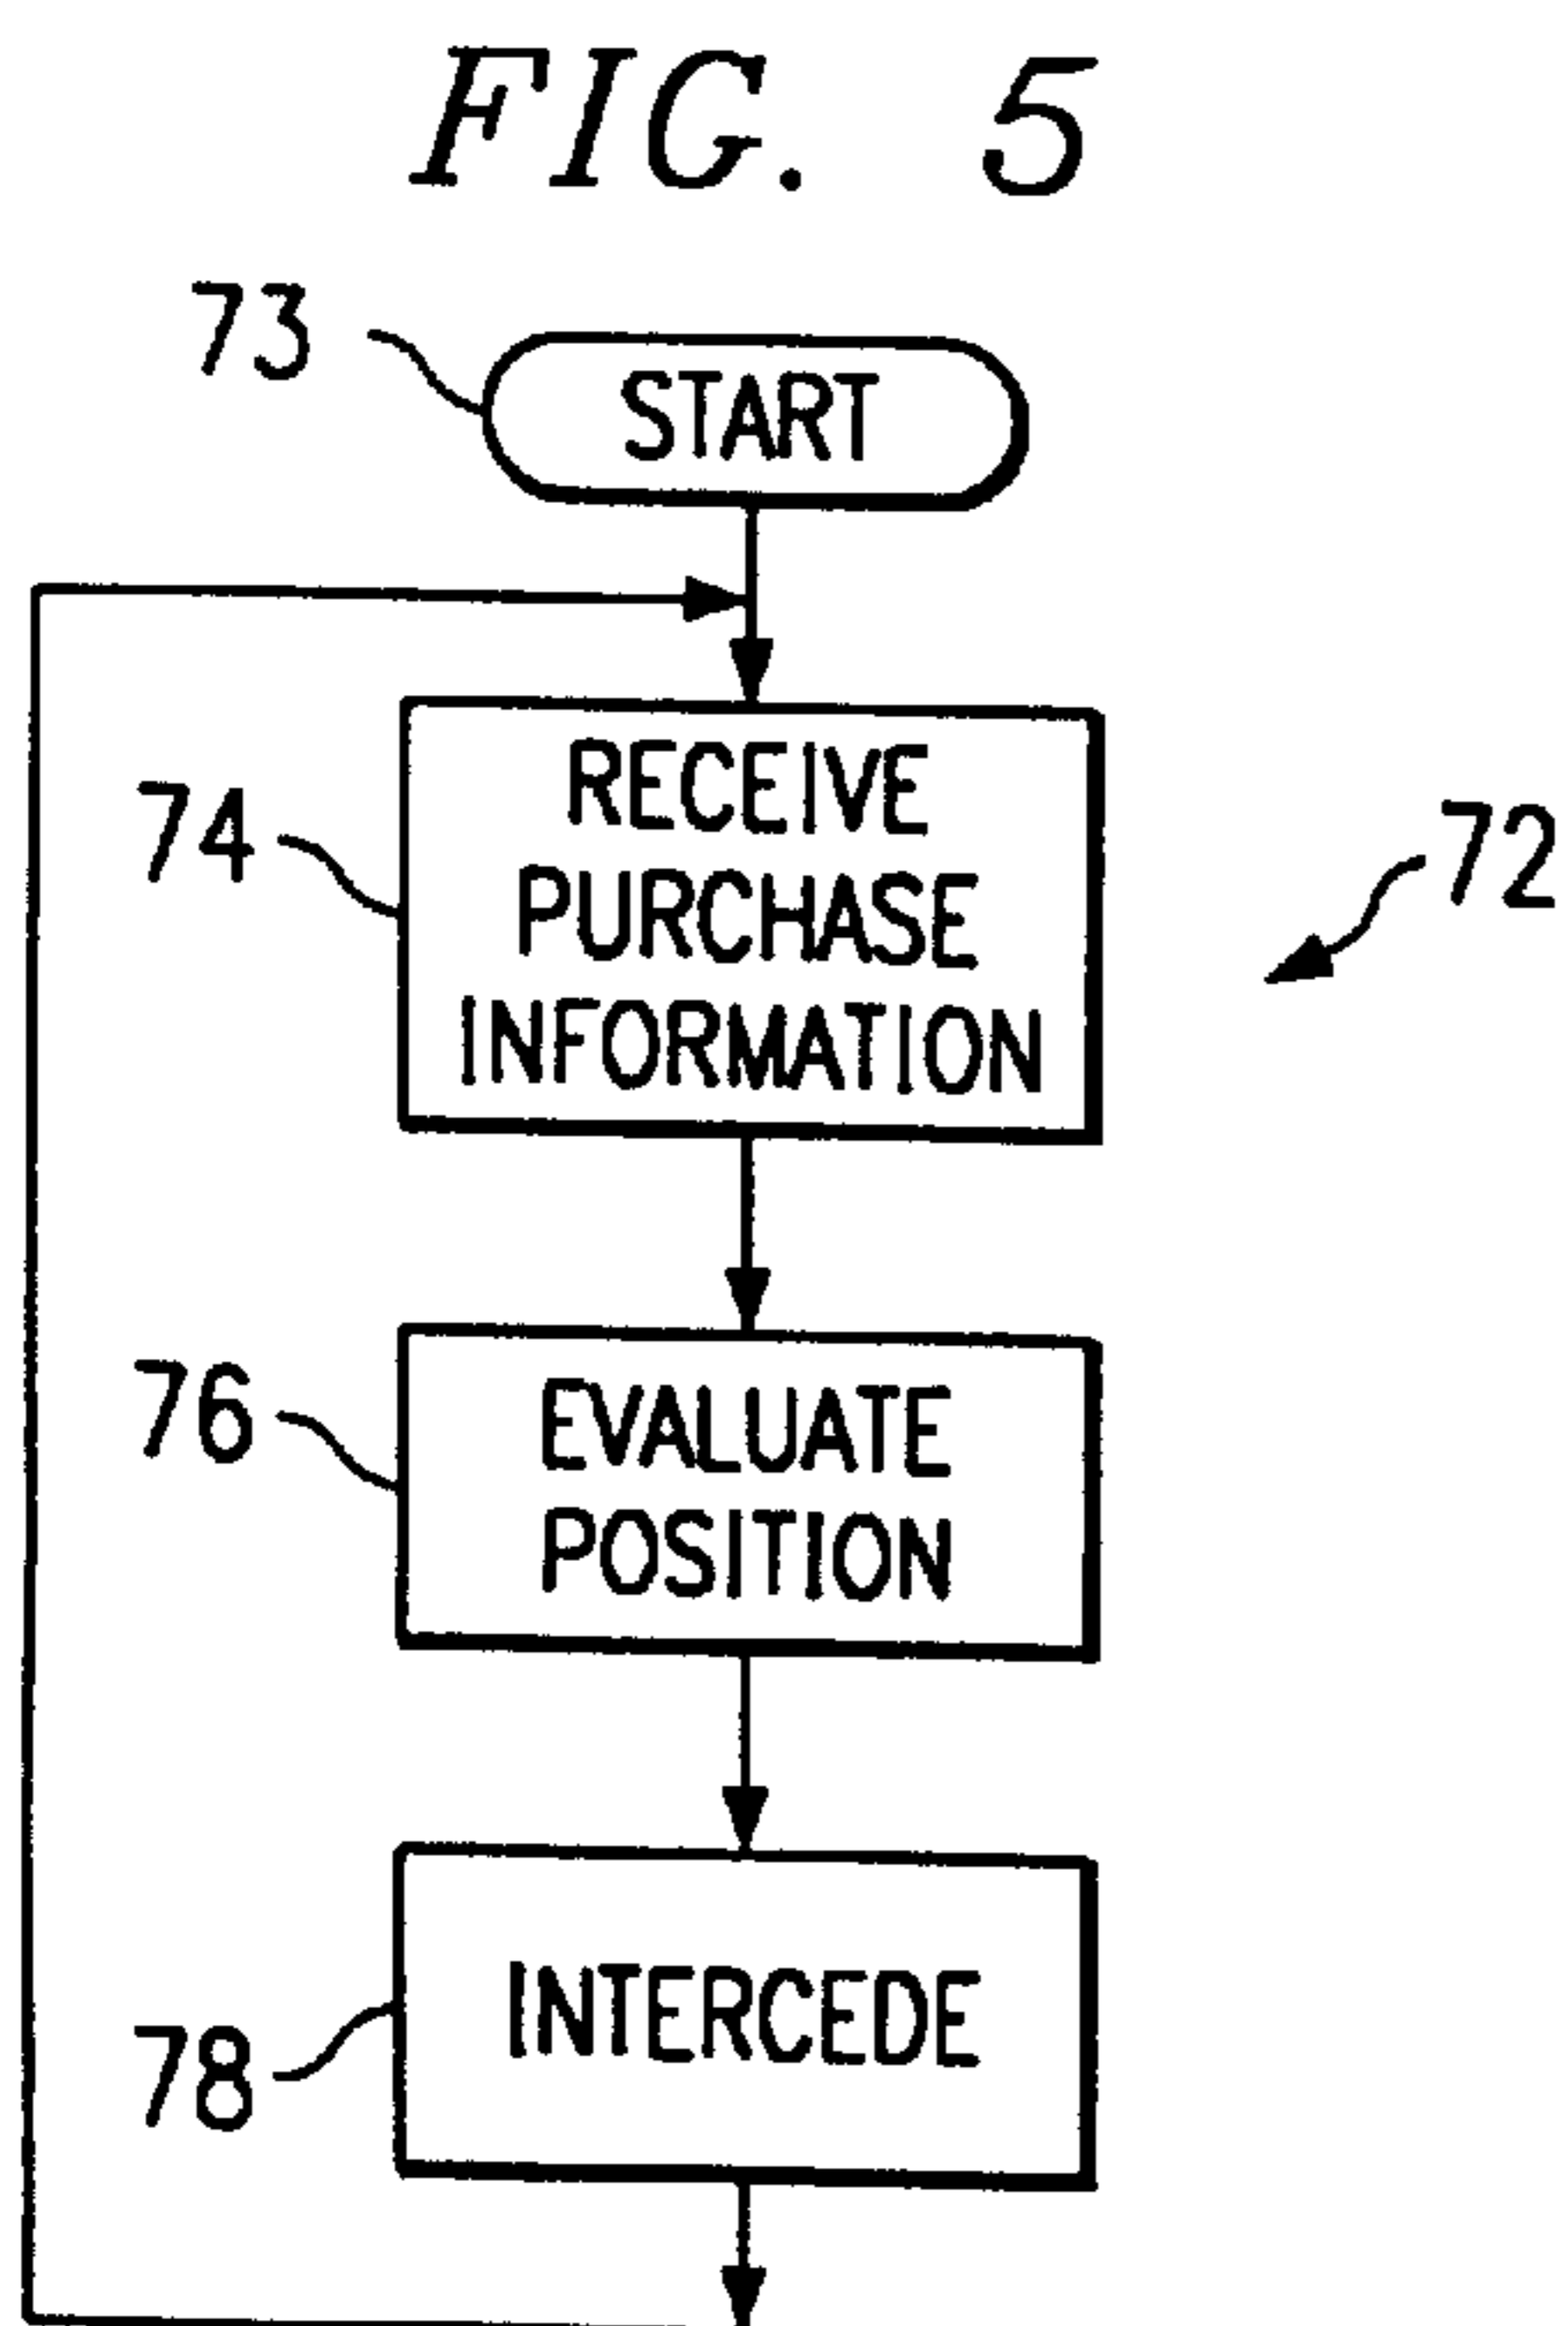 FIG. 5
73
START
74
RECEIVE
PURCHASE
INFORMATION
72
76
EVALUATE
POSITION
78
INTERCEDE